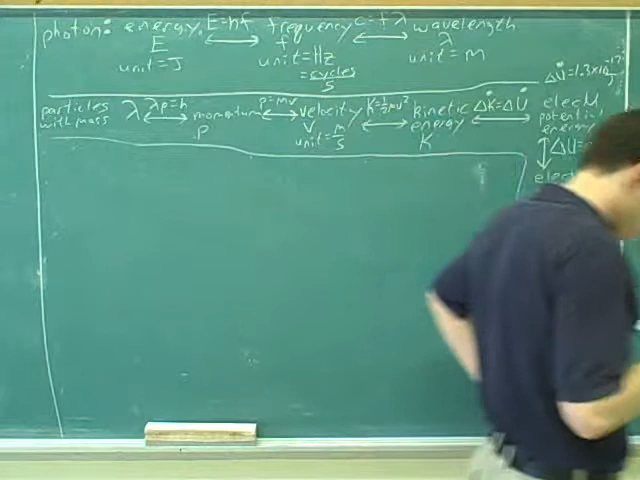 photon: energy E=hf frequency c=fλ wavelength
E f λ
unit=J unit=Hz unit=m
=cycles/s
ΔU=1.3×10⁻¹⁷J
particles with mass λ λp=h momentum p=mv velocity K=½mv² kinetic energy ΔK=ΔU elec
p v K potential
unit=m/s energy
ΔU=
elec